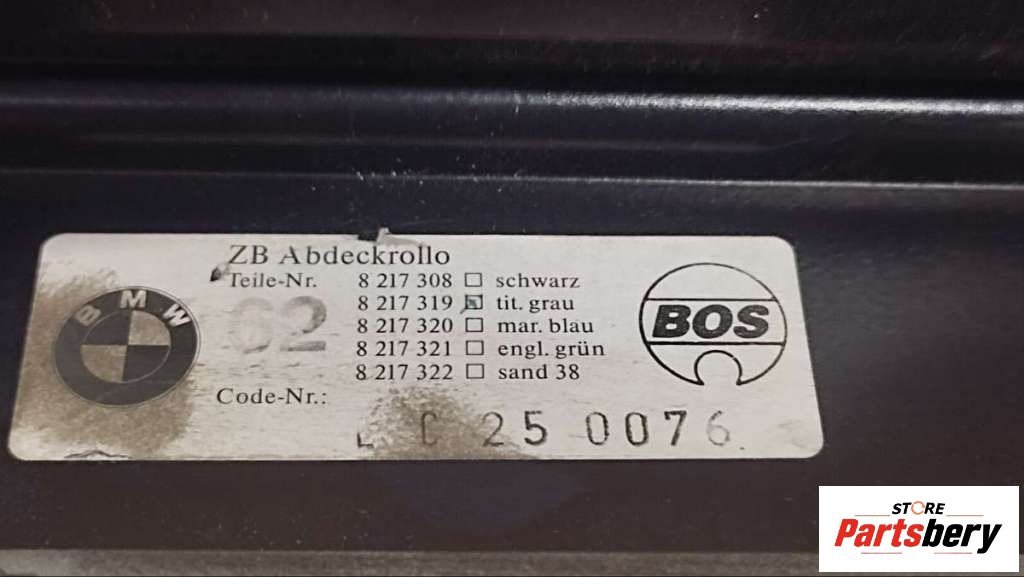 ZB Abdeckrollo
Teile-Nr. 8 217 308 ☐ schwarz
8 217 319 ☒ tit. grau
8 217 320 ☐ mar. blau
8 217 321 ☐ engl. grün
8 217 322 ☐ sand 38
62
BMW
BOS
Code-Nr.:
C 25 0076
STORE
Partsbery